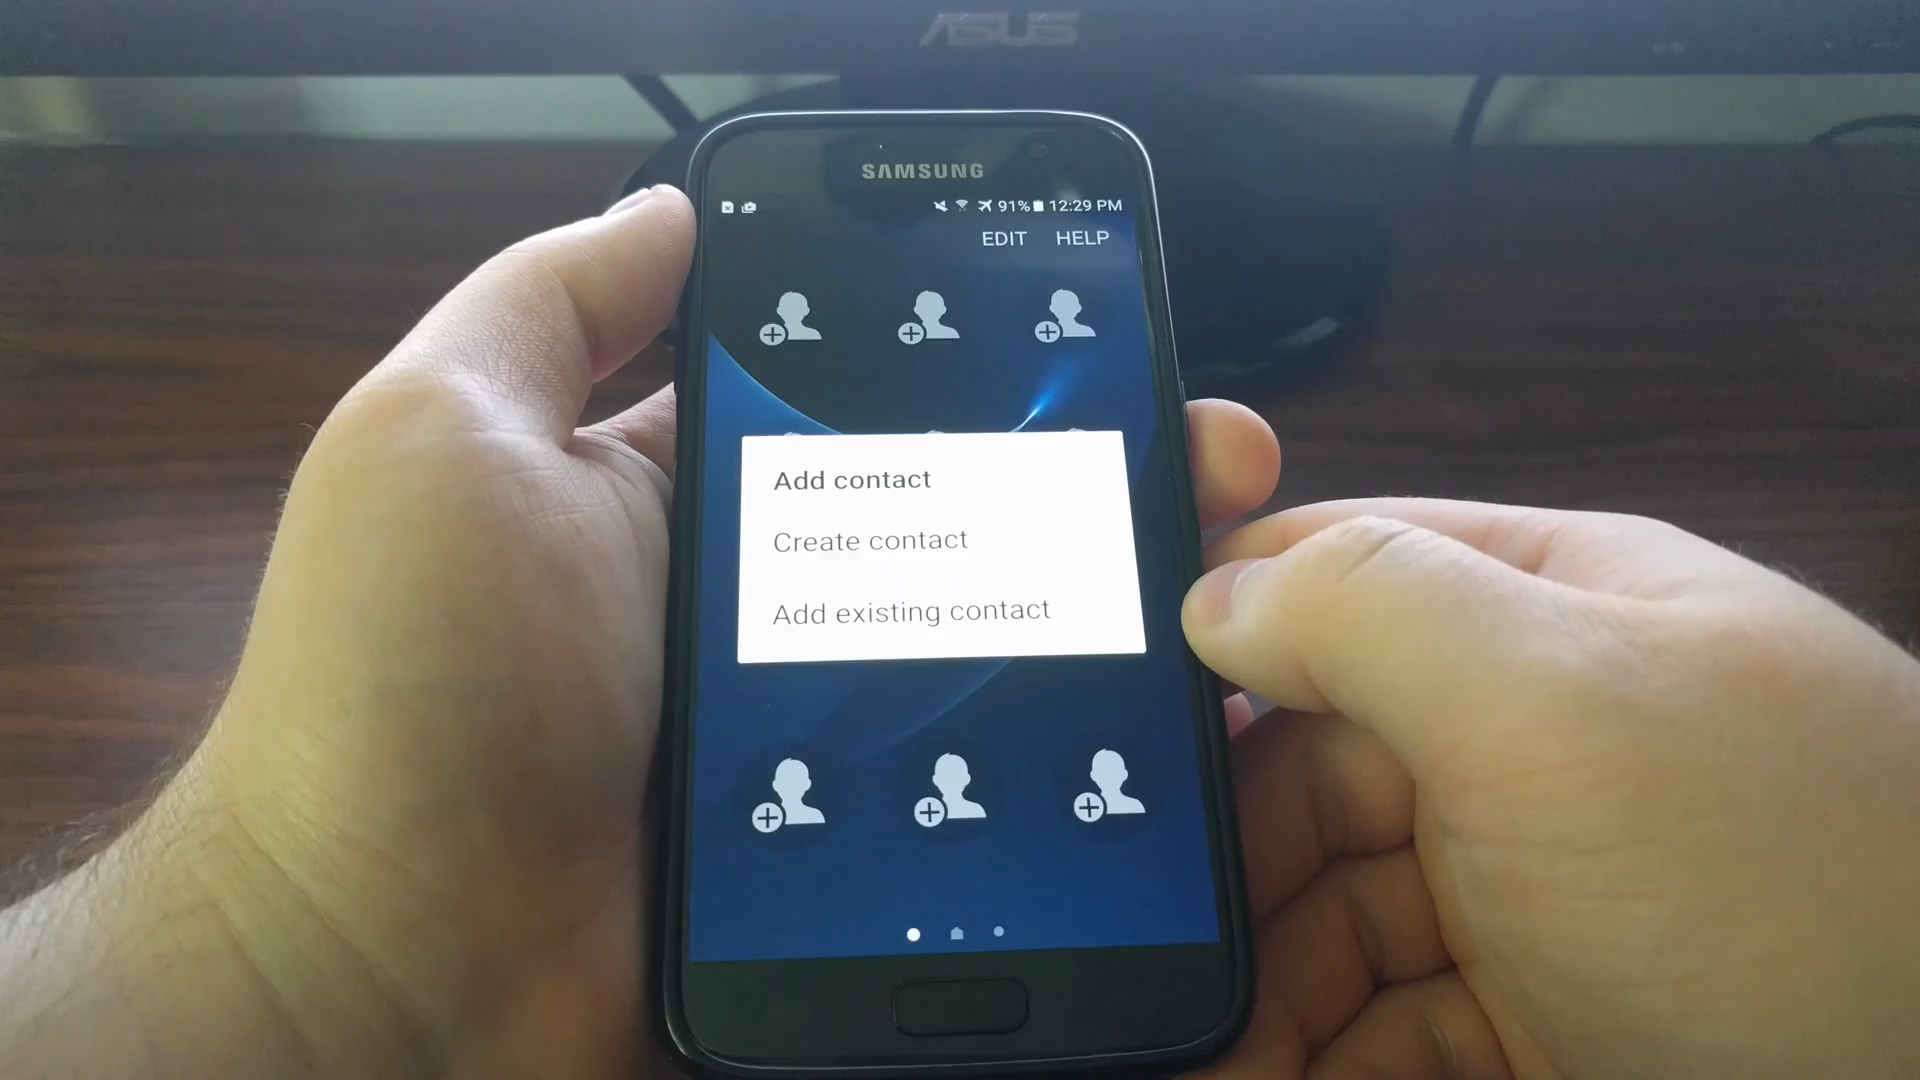 ASUS
SAMSUNG
91% 12:29 PM
EDIT HELP
Add contact
Create contact
Add existing contact